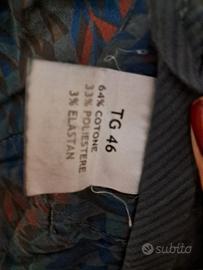 TG 46
64% COTONE
33% POLIESTERE
3% ELASTAN
subito